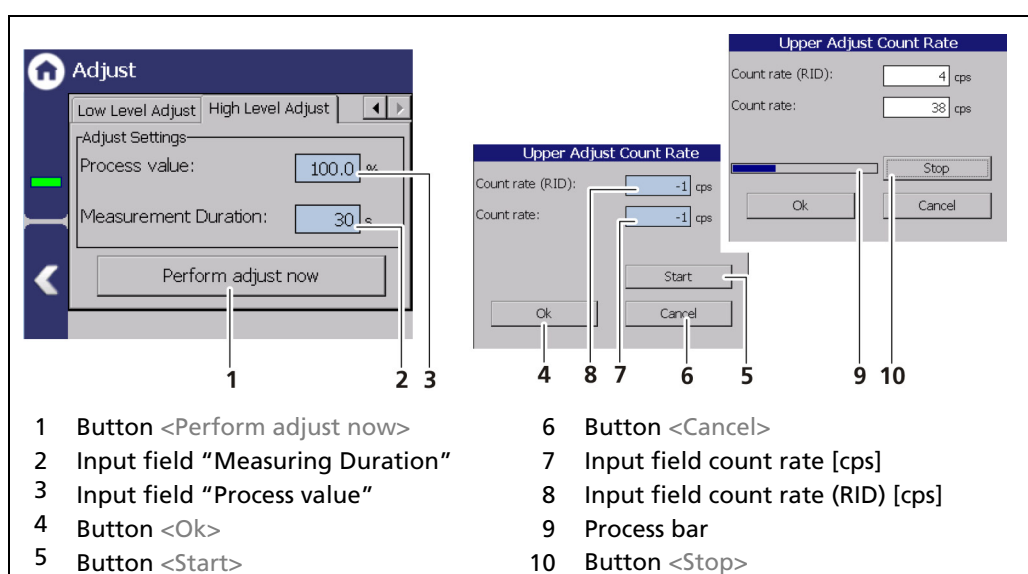 Adjust
Low Level Adjust High Level Adjust
Adjust Settings
Process value: 100.0 %
Measurement Duration: 30 s
Perform adjust now
1 2 3
Upper Adjust Count Rate
Count rate (RID): -1 cps
Count rate: -1 cps
Start
Ok Cancel
4 8 7 6 5
Upper Adjust Count Rate
Count rate (RID): 4 cps
Count rate: 38 cps
Stop
Ok Cancel
9 10
1 Button <Perform adjust now>
2 Input field “Measuring Duration”
3 Input field “Process value”
4 Button <Ok>
5 Button <Start>
6 Button <Cancel>
7 Input field count rate [cps]
8 Input field count rate (RID) [cps]
9 Process bar
10 Button <Stop>